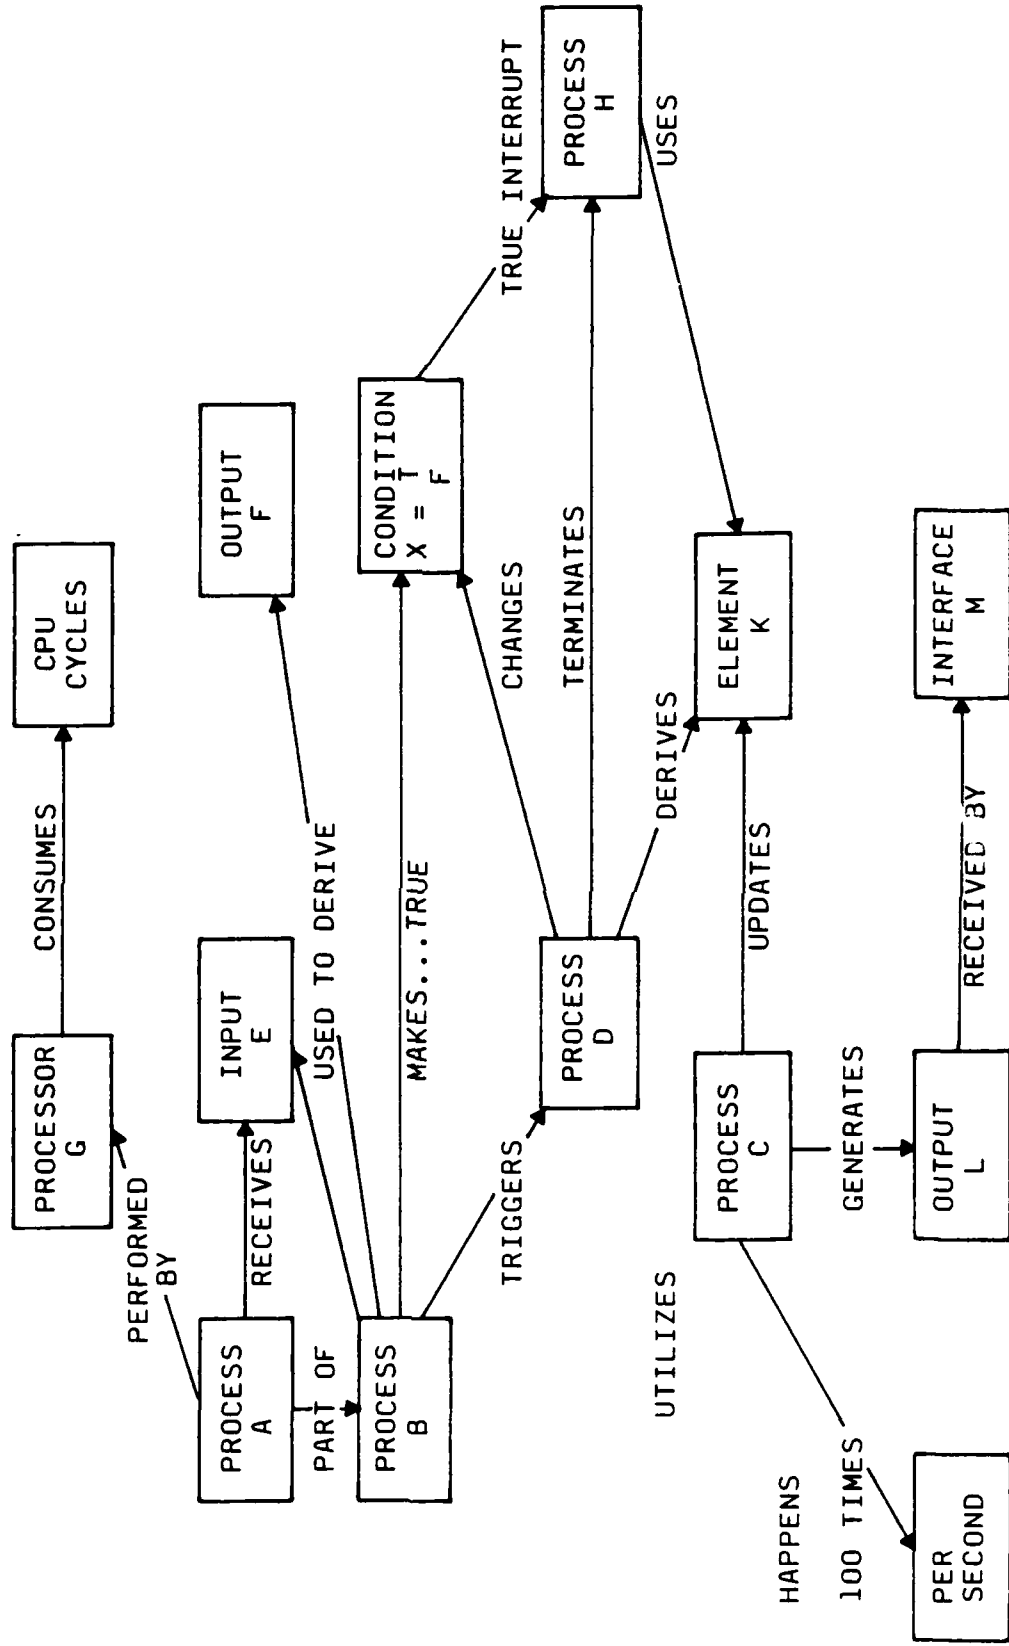 PROCESSOR
G
CONSUMES
CPU
CYCLES
PERFORMED
BY
PROCESS
A
RECEIVES
INPUT
E
OUTPUT
F
PART OF
USED TO DERIVE
PROCESS
B
MAKES...TRUE
CONDITION
X = T
F
TRUE INTERRUPT
TRIGGERS
CHANGES
PROCESS
D
TERMINATES
PROCESS
H
UTILIZES
DERIVES
USES
PROCESS
C
UPDATES
ELEMENT
K
HAPPENS
100 TIMES
GENERATES
PER
SECOND
OUTPUT
L
RECEIVED BY
INTERFACE
M